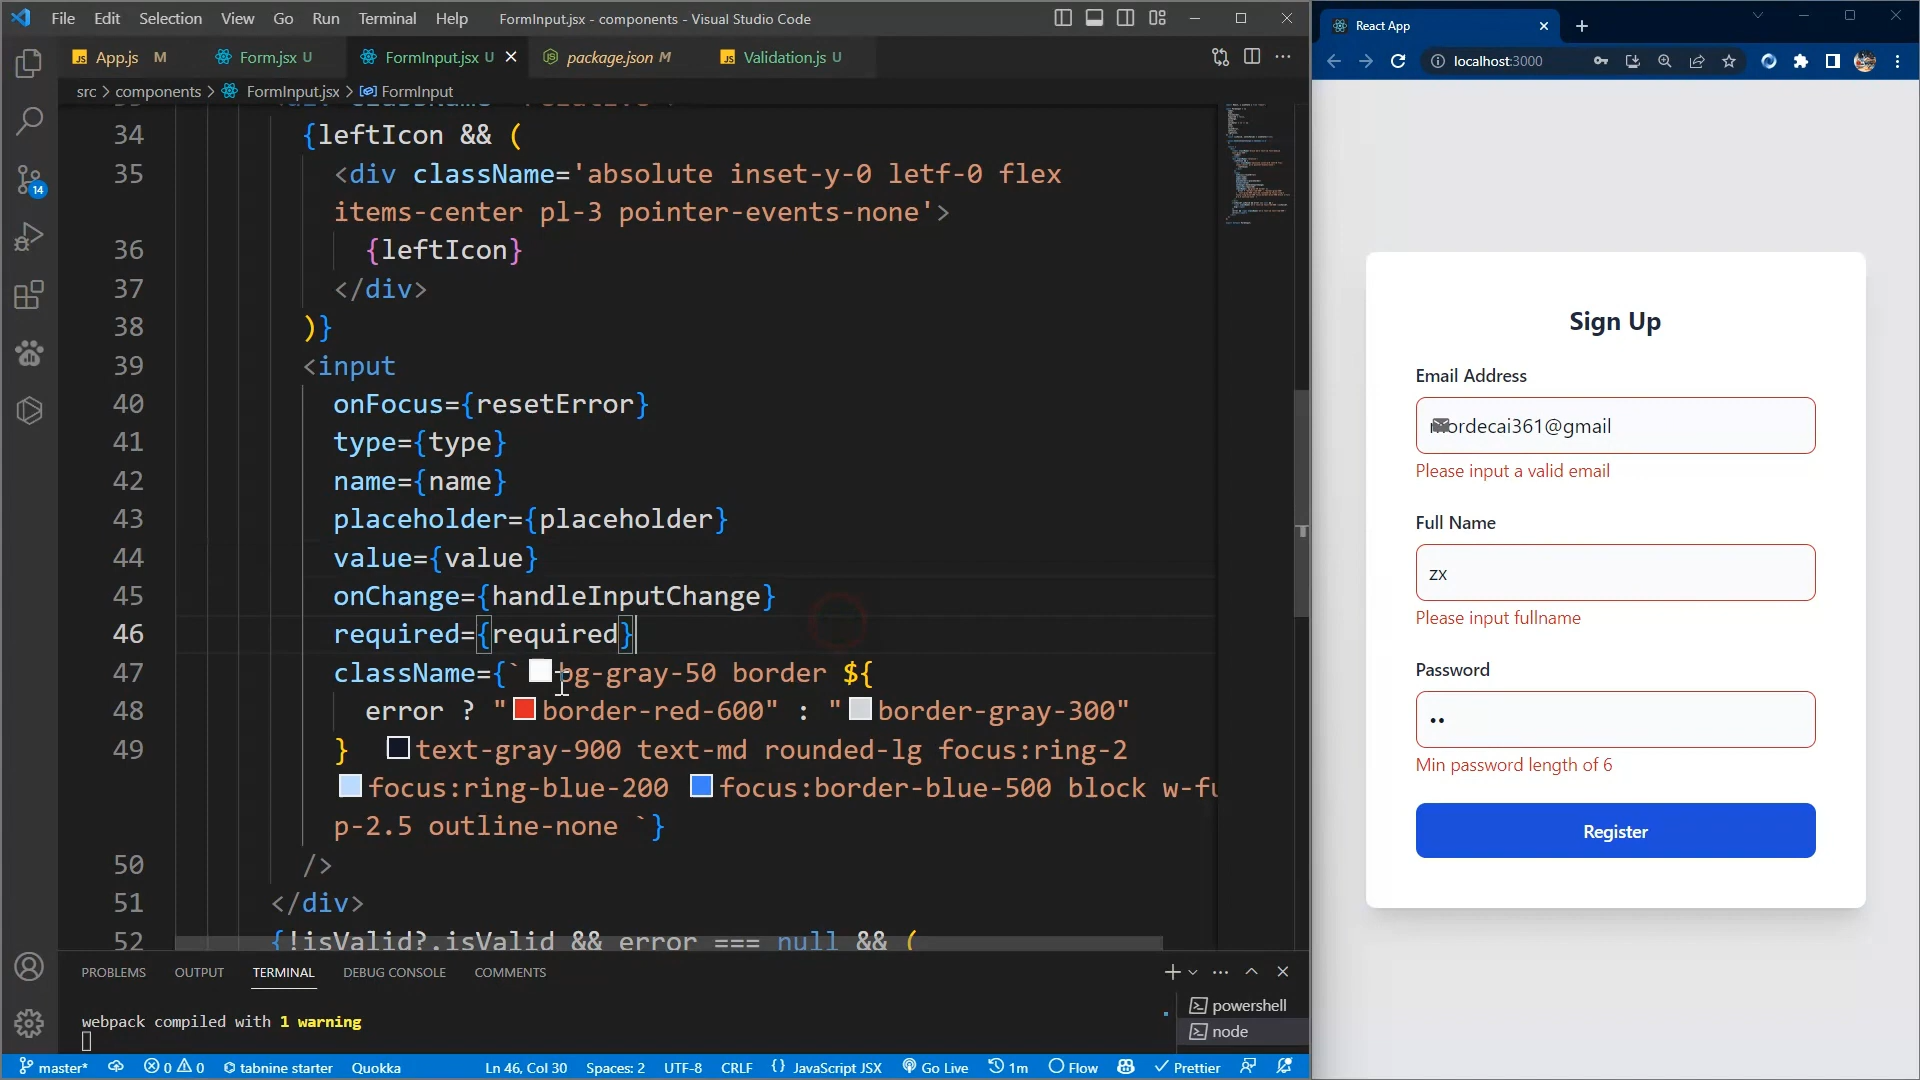 File Edit Selection View Go Run Terminal Help FormInput.jsx - components - Visual Studio Code
App.js M Form.jsx U FormInput.jsx U package.json M Validation.js U
src components FormInput.jsx FormInput
34 {leftIcon && (
35 <div className='absolute inset-y-0 letf-0 flex
items-center pl-3 pointer-events-none'>
36 {leftIcon}
37 </div>
38 )}
39 <input
40 onFocus={resetError}
41 type={type}
42 name={name}
43 placeholder={placeholder}
44 value={value}
45 onChange={handleInputChange}
46 required={required}
47 className={` bg-gray-50 border ${
48 error ? "border-red-600" : "border-gray-300"
49 } text-gray-900 text-md rounded-lg focus:ring-2
focus:ring-blue-200 focus:border-blue-500 block w-fu
p-2.5 outline-none `}
50 />
51 </div>
52 {!isValid?.isValid && error === null && (
14
PROBLEMS OUTPUT TERMINAL DEBUG CONSOLE COMMENTS
webpack compiled with 1 warning
powershell
node
master* 0 0 tabnine starter Quokka Ln 46, Col 30 Spaces: 2 UTF-8 CRLF {} JavaScript JSX Go Live 1m Flow Prettier
React App
localhost:3000
Sign Up
Email Address
mordecai361@gmail
Please input a valid email
Full Name
zx
Please input fullname
Password
••
Min password length of 6
Register